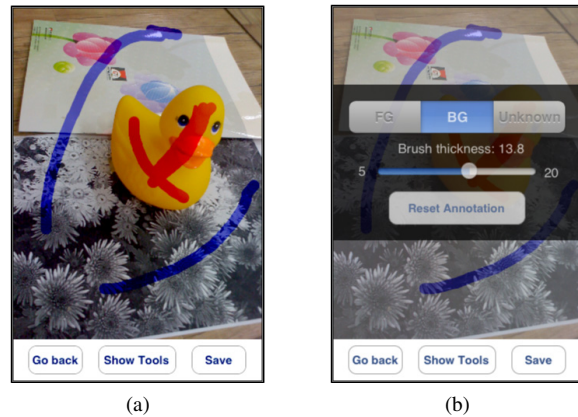 FG BG Unknown
Brush thickness: 13.8
5 20
Reset Annotation
Go back Show Tools Save
Go back Show Tools Save
(a) (b)